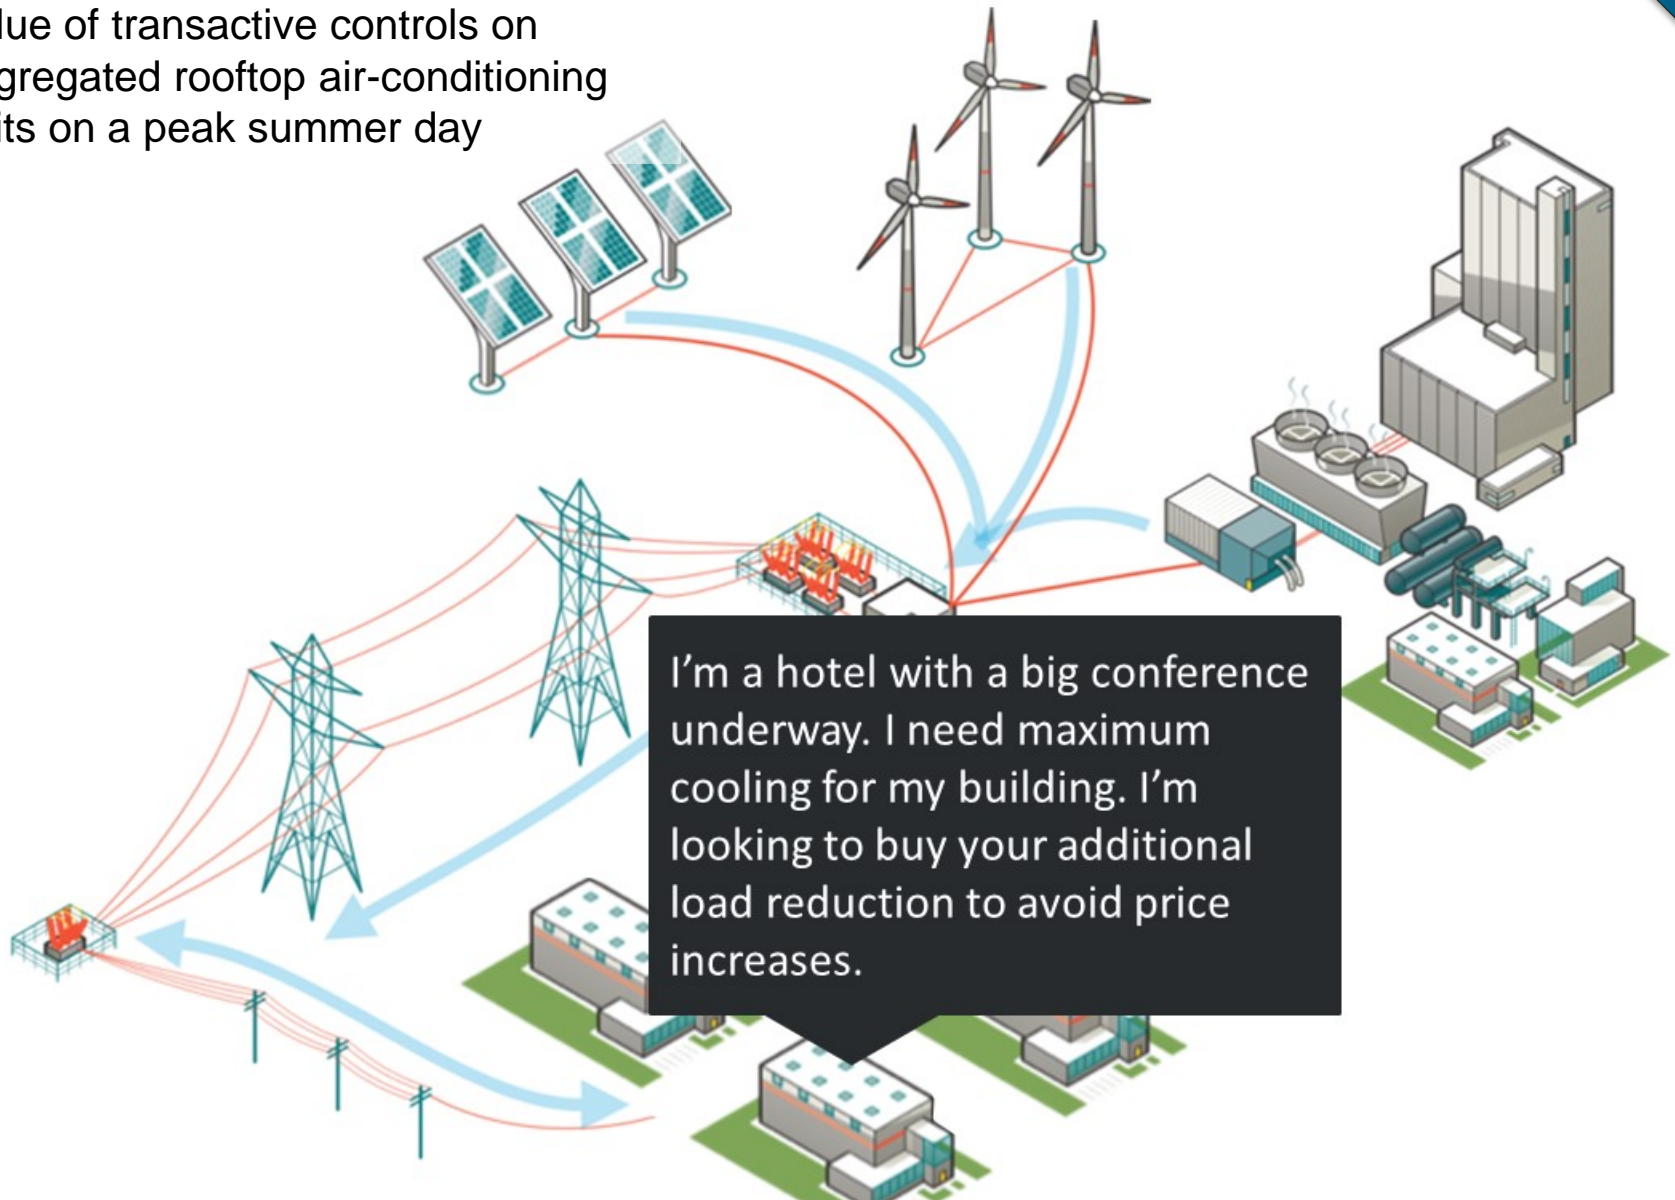 lue of transactive controls on
gregated rooftop air-conditioning
its on a peak summer day
I’m a hotel with a big conference
underway. I need maximum
cooling for my building. I’m
looking to buy your additional
load reduction to avoid price
increases.